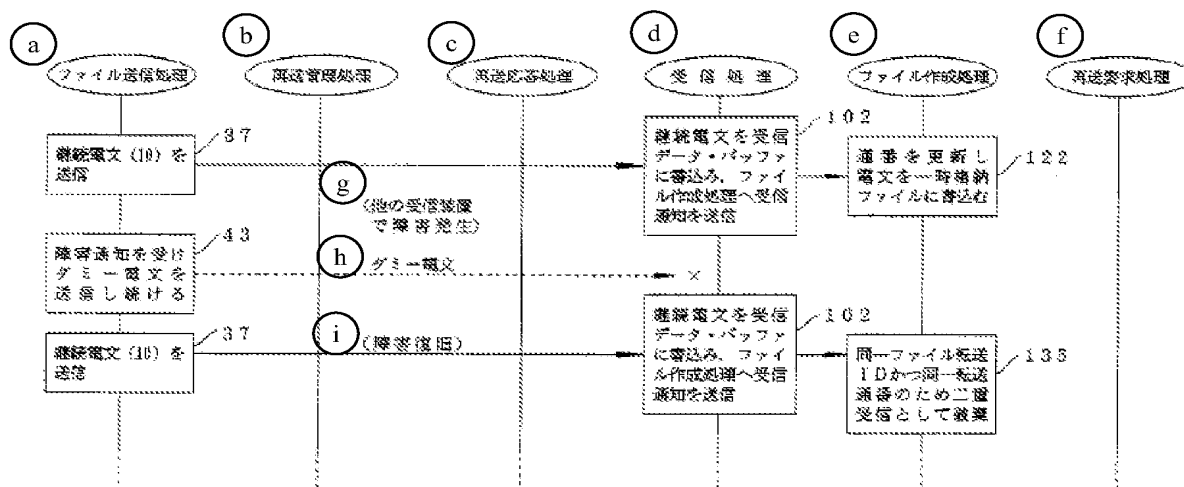 a
b
c
d
e
f
ファイル送信処理
再送管理処理
再送応答処理
受信処理
ファイル作成処理
再送要求処理
37
継続電文(10)を
送信
102
継続電文を受信
データ・バッファ
に書込み、ファイ
ル作成処理へ受信
通知を送信
122
通番を更新し
電文を一時格納
ファイルに書込む
g
(他の受信装置
で障害発生)
43
障害通知を受け
ダミー電文を
送信し続ける
h
ダミー電文
×
37
継続電文(10)を
送信
i
(障害復旧)
102
継続電文を受信
データ・バッファ
に書込み、ファイ
ル作成処理へ受信
通知を送信
133
同一ファイル転送
IDかつ同一転送
通番のため二重
受信として破棄